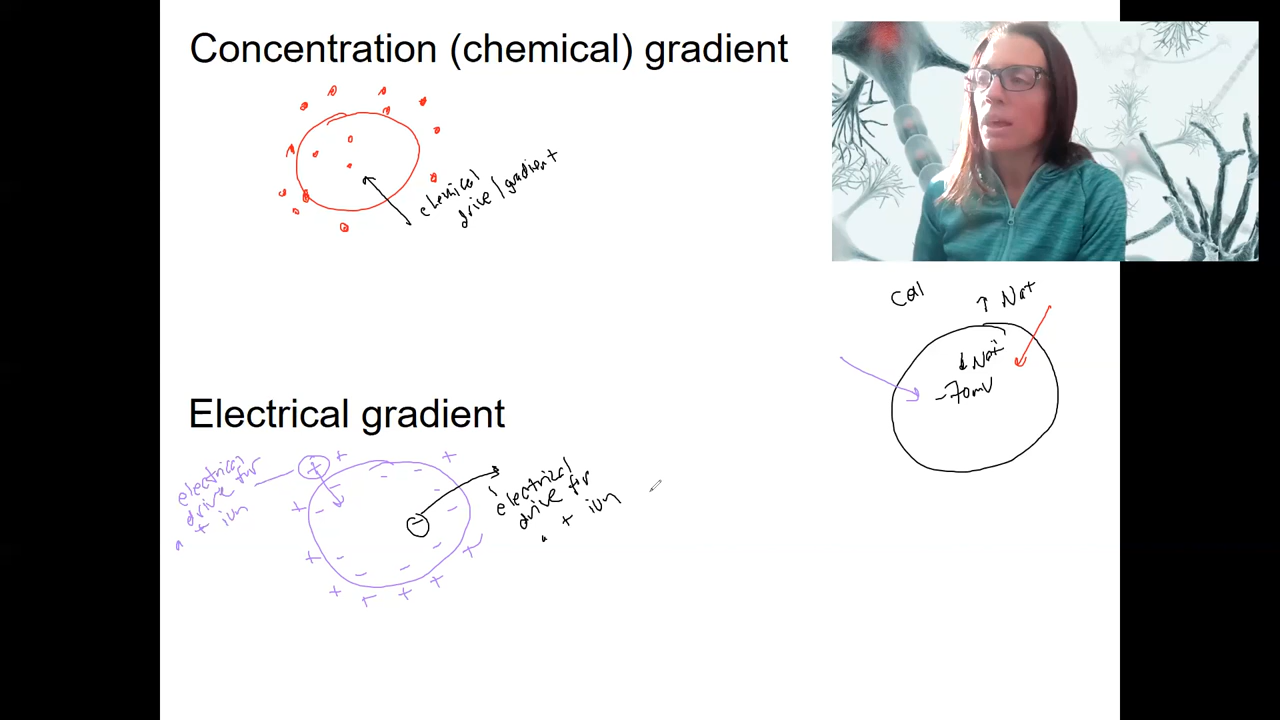 Concentration (chemical) gradient
chemical
drive/gradient
Cell
↑ Na+
↓ Na+
-70mV
Electrical gradient
electrical
drive for
a + ion
electrical
drive for
a + ion